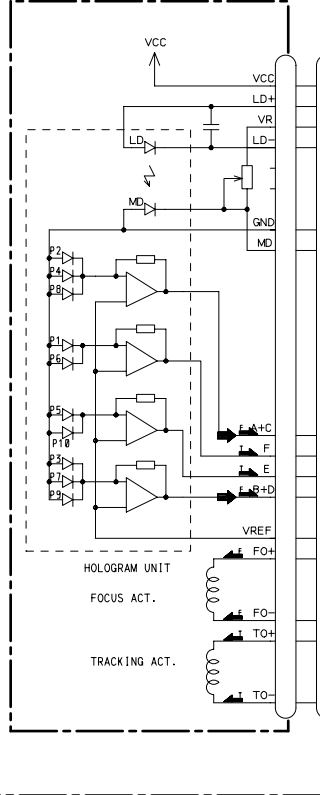 VCC
VCC
LD+
VR
LD
LD-
MD
GND
MD
P2
P4
P8
P1
P6
P5
P10
P3
P7
P9
A+C
F
E
B+D
VREF
FO+
FO-
TO+
TO-
HOLOGRAM UNIT
FOCUS ACT.
TRACKING ACT.